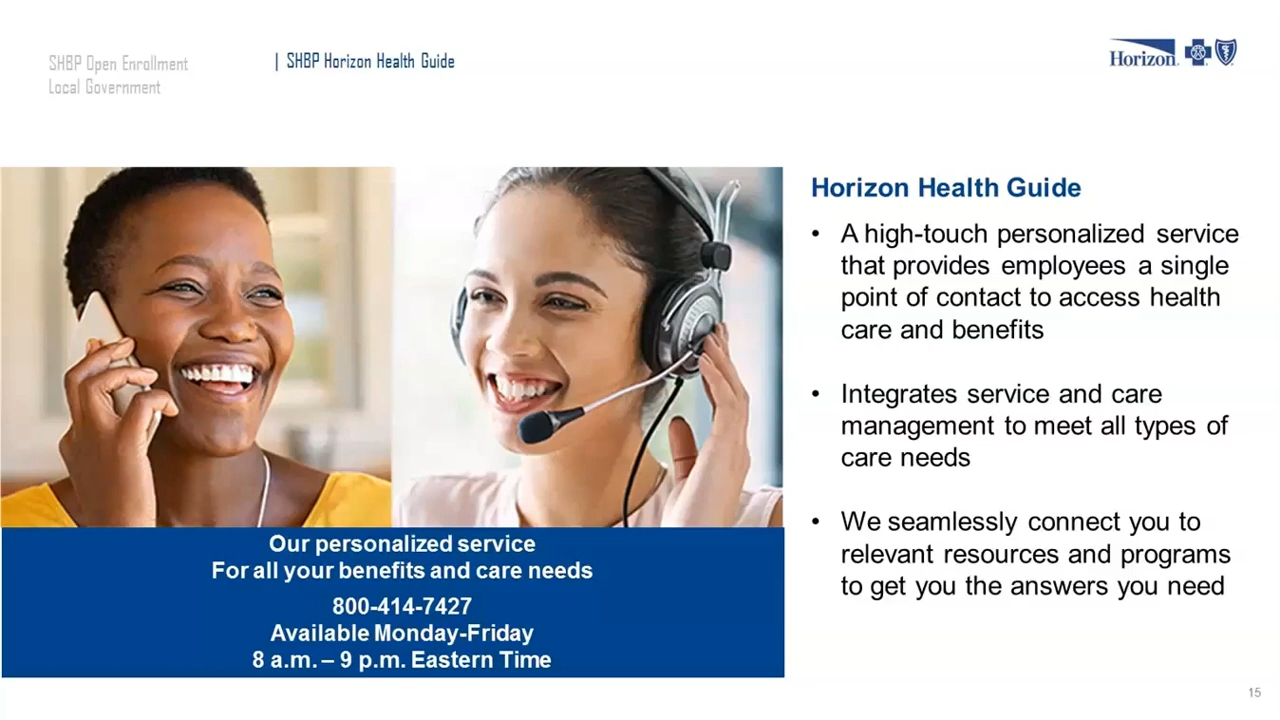 SHBP Open Enrollment
Local Government
| SHBP Horizon Health Guide
Horizon
Horizon Health Guide
• A high-touch personalized service
that provides employees a single
point of contact to access health
care and benefits
• Integrates service and care
management to meet all types of
care needs
• We seamlessly connect you to
relevant resources and programs
to get you the answers you need
Our personalized service
For all your benefits and care needs
800-414-7427
Available Monday-Friday
8 a.m. – 9 p.m. Eastern Time
15